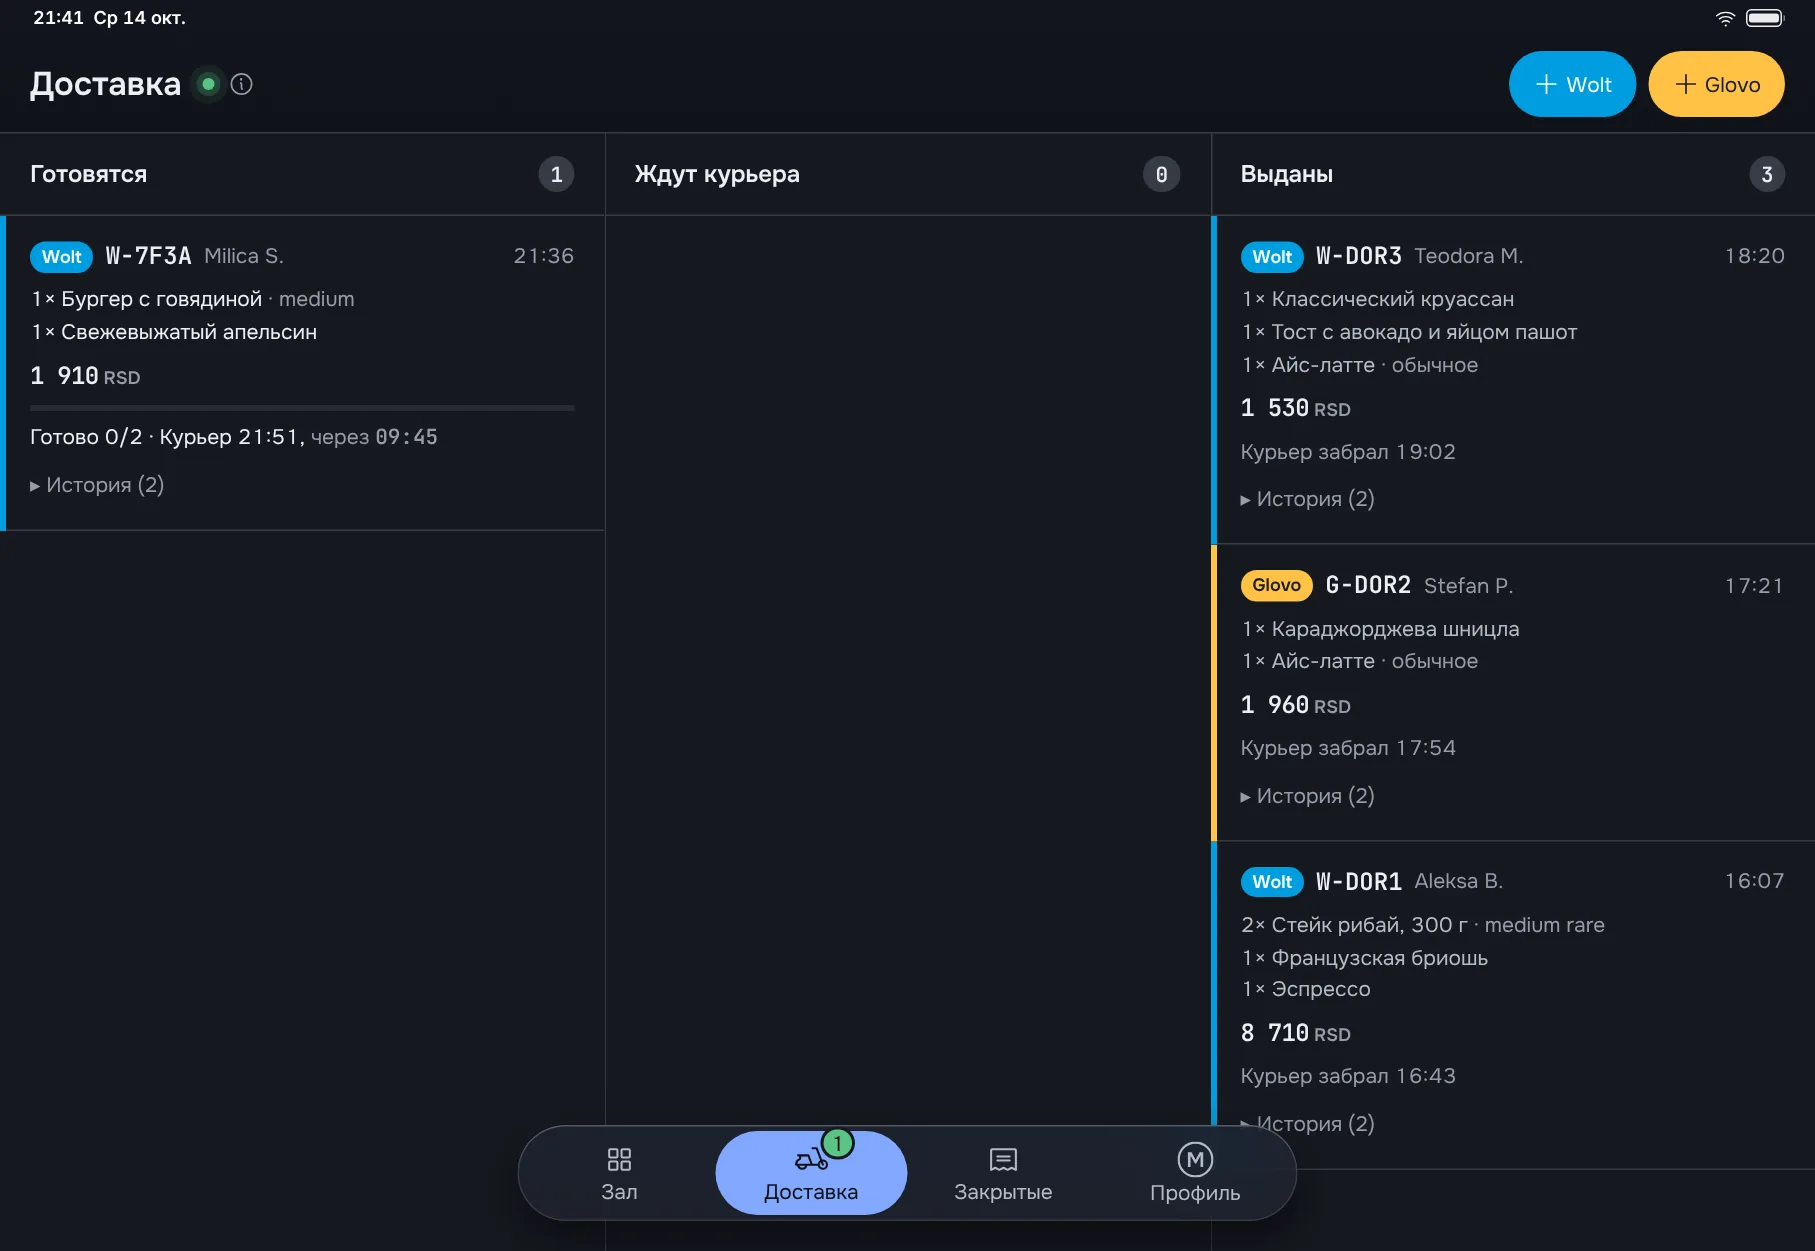 21:41 Ср 14 окт.
Доставка
+ Wolt
+ Glovo
Готовятся 1
Wolt W-7F3A Milica S. 21:36
1× Бургер с говядиной · medium
1× Свежевыжатый апельсин
1 910 RSD
Готово 0/2 · Курьер 21:51, через 09:45
▸ История (2)
Ждут курьера 0
Выданы 3
Wolt W-DOR3 Teodora M. 18:20
1× Классический круассан
1× Тост с авокадо и яйцом пашот
1× Айс-латте · обычное
1 530 RSD
Курьер забрал 19:02
▸ История (2)
Glovo G-DOR2 Stefan P. 17:21
1× Караджорджева шницла
1× Айс-латте · обычное
1 960 RSD
Курьер забрал 17:54
▸ История (2)
Wolt W-DOR1 Aleksa B. 16:07
2× Стейк рибай, 300 г · medium rare
1× Французская бриошь
1× Эспрессо
8 710 RSD
Курьер забрал 16:43
▸ История (2)
Зал
1
Доставка
Закрытые
M
Профиль